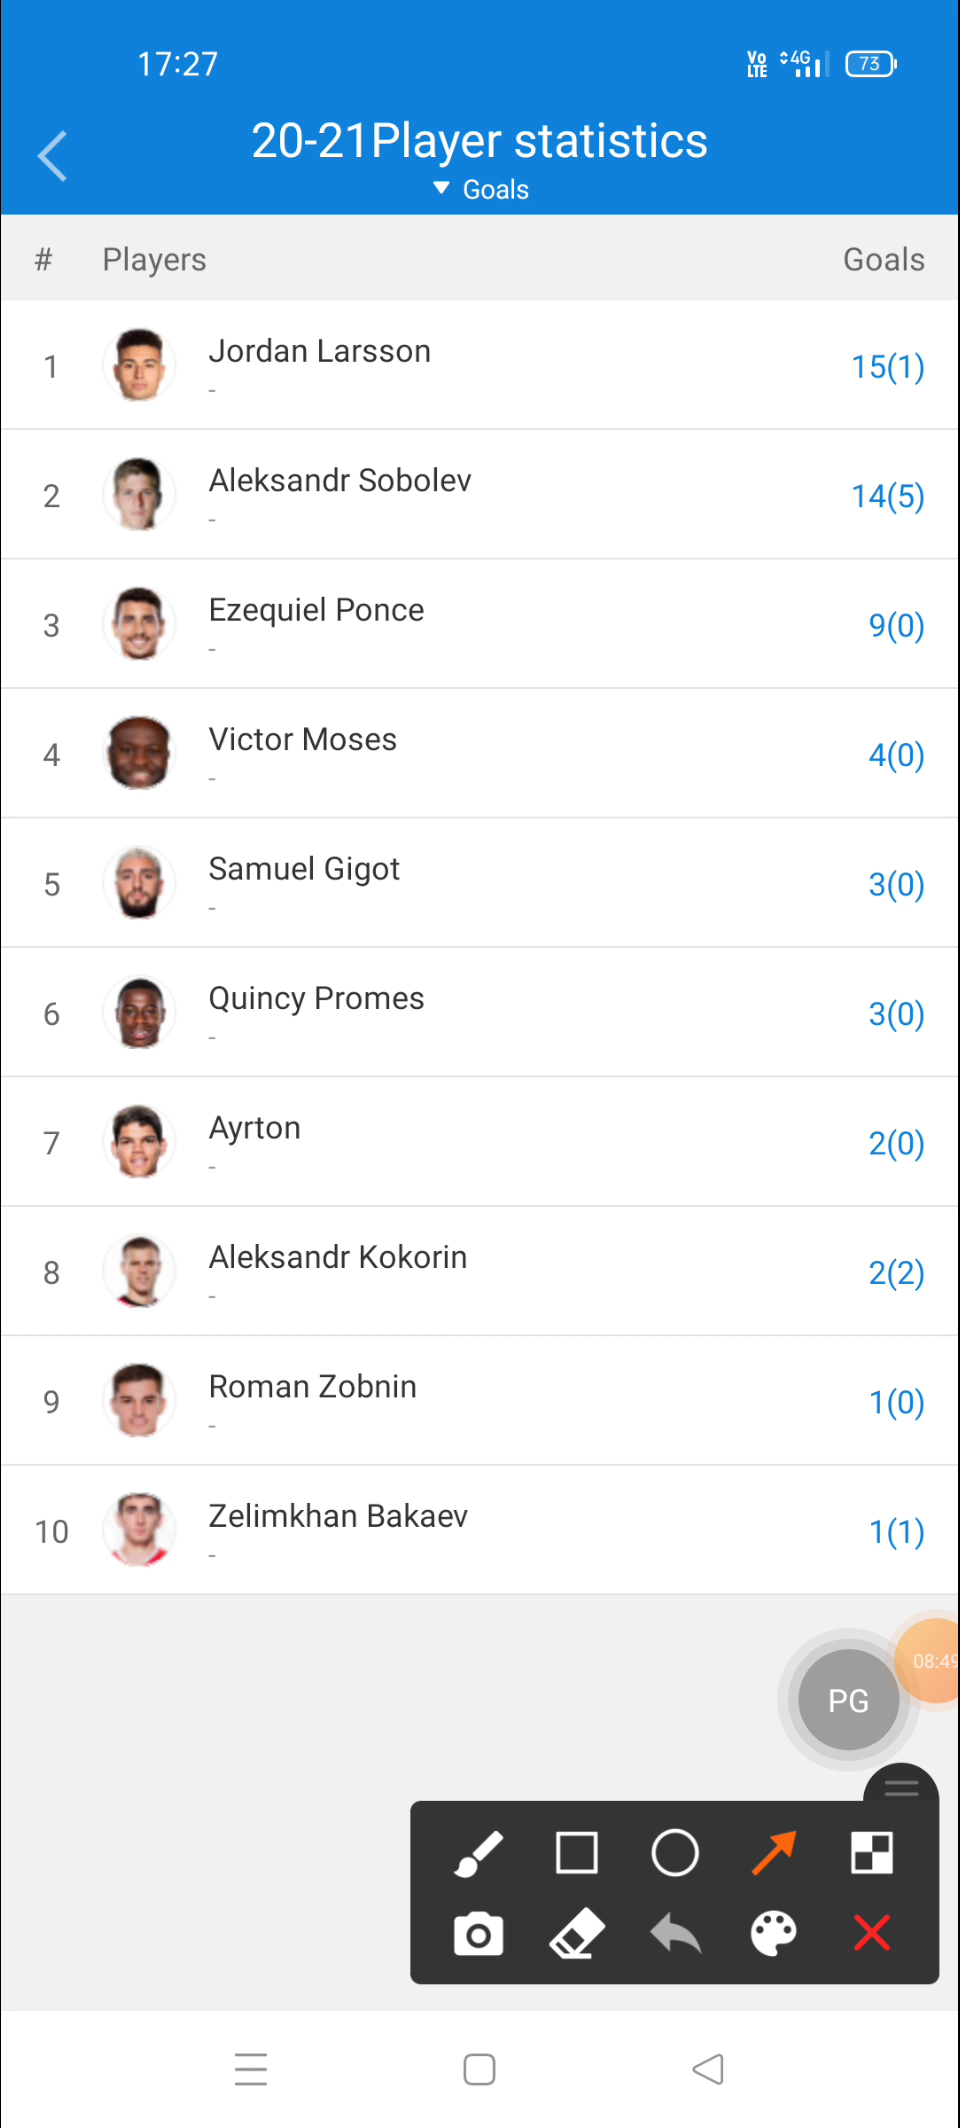 17:27
Vo LTE 4G 73
20-21Player statistics
Goals
# Players Goals
1 Jordan Larsson 15(1)
-
2 Aleksandr Sobolev 14(5)
-
3 Ezequiel Ponce 9(0)
-
4 Victor Moses 4(0)
-
5 Samuel Gigot 3(0)
-
6 Quincy Promes 3(0)
-
7 Ayrton 2(0)
-
8 Aleksandr Kokorin 2(2)
-
9 Roman Zobnin 1(0)
-
10 Zelimkhan Bakaev 1(1)
-
08:49
PG